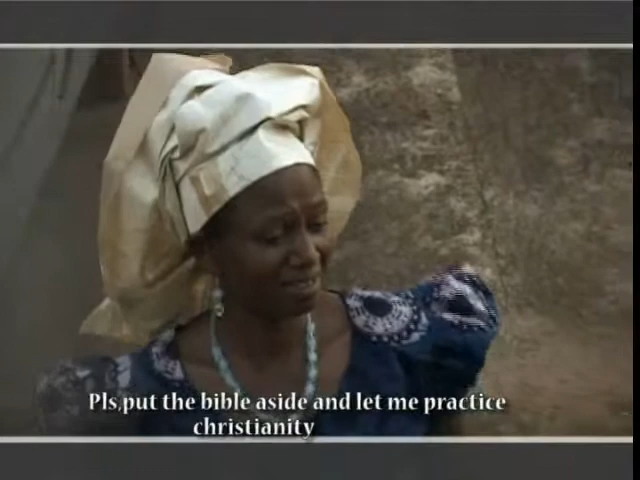 Pls,put the bible aside and let me practice
christianity